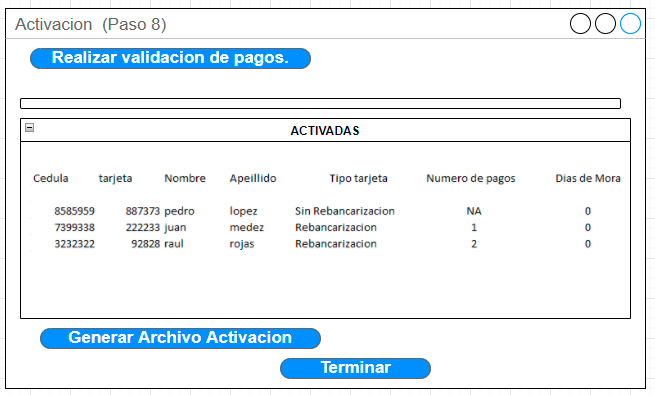 Activacion (Paso 8)
Realizar validacion de pagos.
ACTIVADAS
Cedula tarjeta Nombre Apeillido Tipo tarjeta Numero de pagos Dias de Mora
8585959 887373 pedro lopez Sin Rebancarizacion NA 0
7399338 222233 juan medez Rebancarizacion 1 0
3232322 92828 raul rojas Rebancarizacion 2 0
Generar Archivo Activacion
Terminar